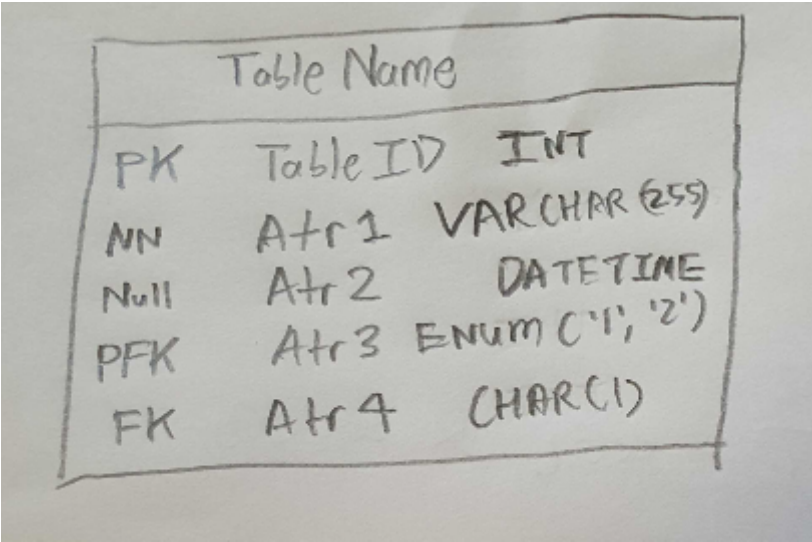 Table Name
PK Table ID INT
NN Atr1 VARCHAR (255)
Null Atr2 DATETIME
PFK Atr3 ENUM ('1', '2')
FK Atr4 CHAR(1)